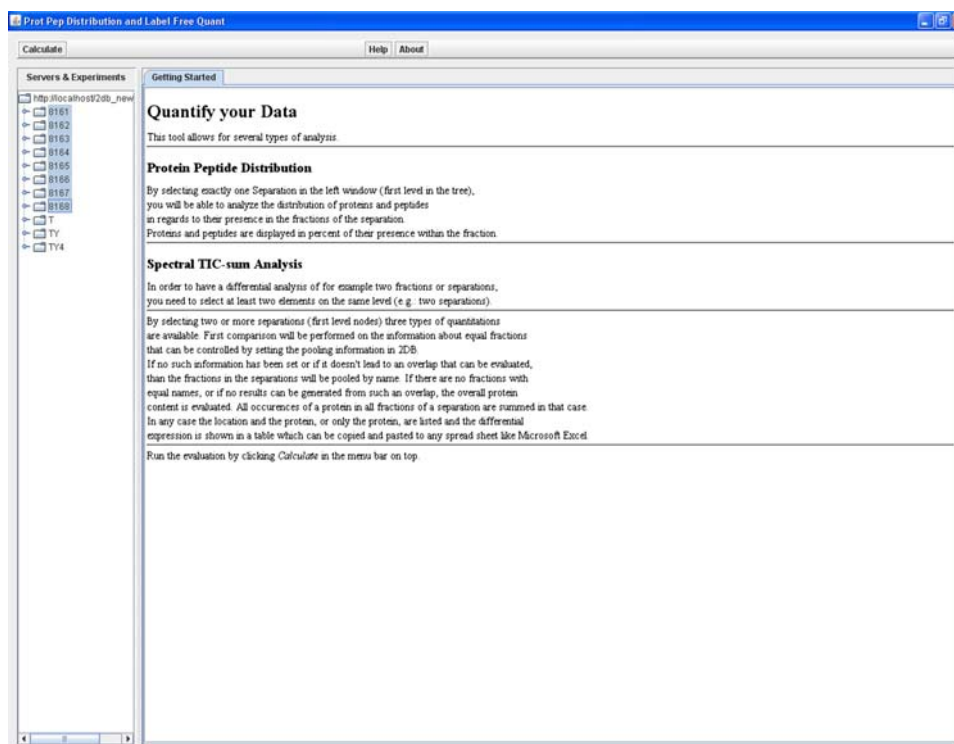 Prot Pep Distribution and Label Free Quant
Calculate
Help
About
Servers & Experiments
Getting Started
http://localhost/2db_new
8161
8162
8163
8164
8165
8166
8167
8168
T
TY
TY4
Quantify your Data
This tool allows for several types of analysis.
Protein Peptide Distribution
By selecting exactly one Separation in the left window (first level in the tree),
you will be able to analyze the distribution of proteins and peptides
in regards to their presence in the fractions of the separation.
Proteins and peptides are displayed in percent of their presence within the fraction.
Spectral TIC-sum Analysis
In order to have a differential analysis of for example two fractions or separations,
you need to select at least two elements on the same level (e.g.: two separations).
By selecting two or more separations (first level nodes) three types of quantitations
are available. First comparison will be performed on the information about equal fractions
that can be controlled by setting the pooling information in 2DB.
If no such information has been set or if it doesn't lead to an overlap that can be evaluated,
than the fractions in the separations will be pooled by name. If there are no fractions with
equal names, or if no results can be generated from such an overlap, the overall protein
content is evaluated. All occurences of a protein in all fractions of a separation are summed in that case.
In any case the location and the protein, or only the protein, are listed and the differential
expression is shown in a table which can be copied and pasted to any spread sheet like Microsoft Excel.
Run the evaluation by clicking Calculate in the menu bar on top.